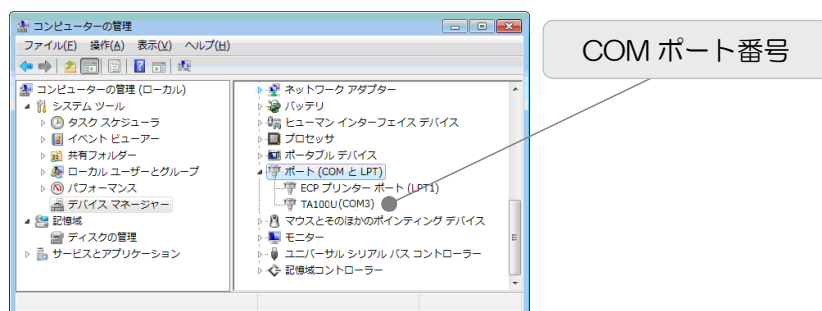 コンピューターの管理
ファイル(F) 操作(A) 表示(V) ヘルプ(H)
コンピューターの管理 (ローカル)
システム ツール
タスク スケジューラ
イベント ビューアー
共有フォルダー
ローカル ユーザーとグループ
パフォーマンス
デバイス マネージャー
記憶域
ディスクの管理
サービスとアプリケーション
ネットワーク アダプター
バッテリ
ヒューマン インターフェイス デバイス
プロセッサ
ポータブル デバイス
ポート (COM と LPT)
ECP プリンター ポート (LPT1)
TA100U(COM3)
マウスとそのほかのポインティング デバイス
モニター
ユニバーサル シリアル バス コントローラー
記憶域コントローラー
COM ポート番号